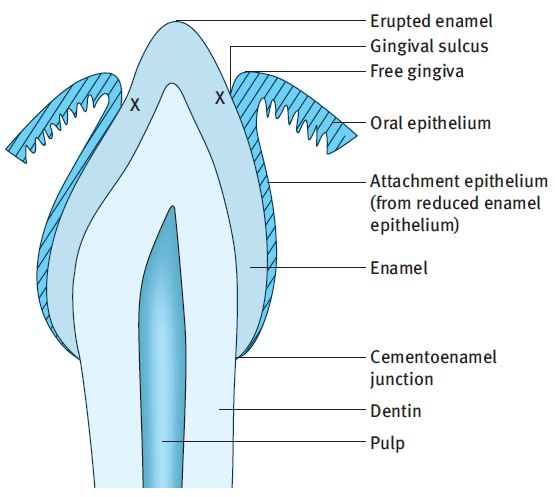 Erupted enamel
Gingival sulcus
Free gingiva
X X
Oral epithelium
Attachment epithelium
(from reduced enamel
epithelium)
Enamel
Cementoenamel
junction
Dentin
Pulp